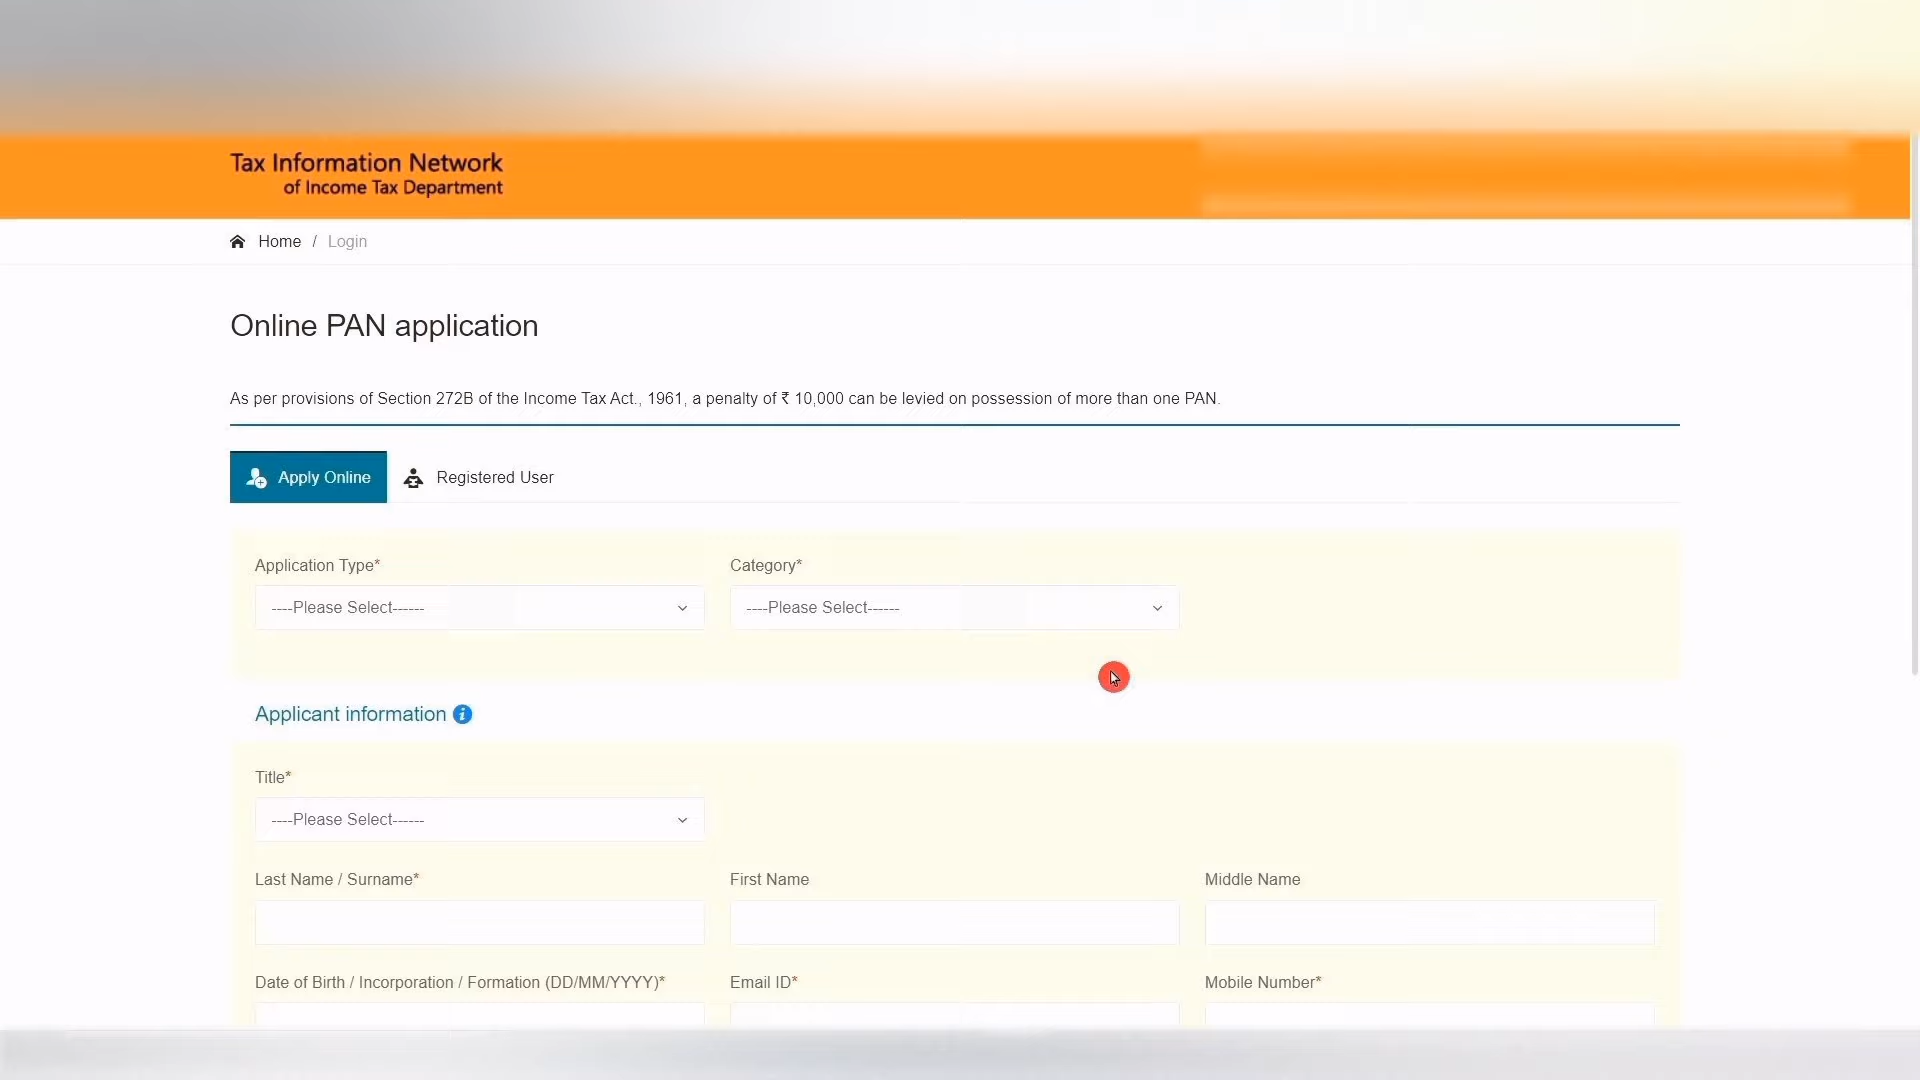 Tax Information Network
of Income Tax Department
Home / Login
Online PAN application
As per provisions of Section 272B of the Income Tax Act., 1961, a penalty of ₹ 10,000 can be levied on possession of more than one PAN.
Apply Online Registered User
Application Type* Category*
----Please Select------ ----Please Select------
Applicant information
Title*
----Please Select------
Last Name / Surname* First Name Middle Name
Date of Birth / Incorporation / Formation (DD/MM/YYYY)* Email ID* Mobile Number*